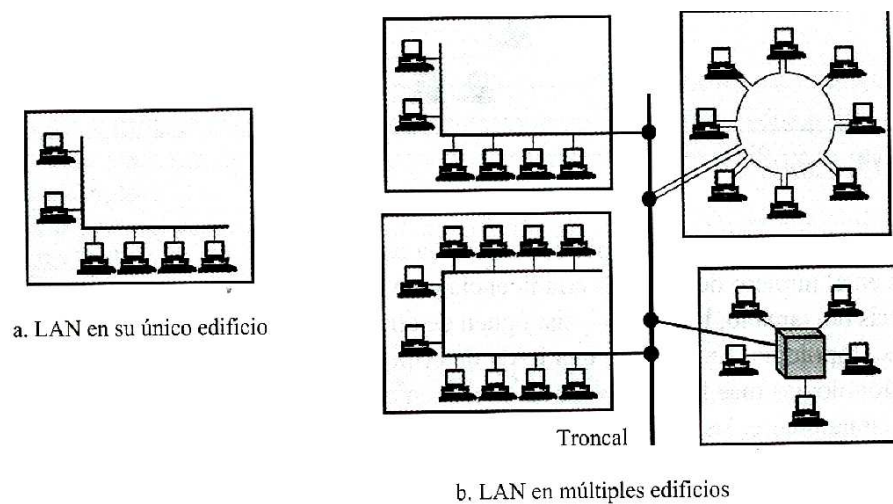 a. LAN en su único edificio
Troncal
b. LAN en múltiples edificios